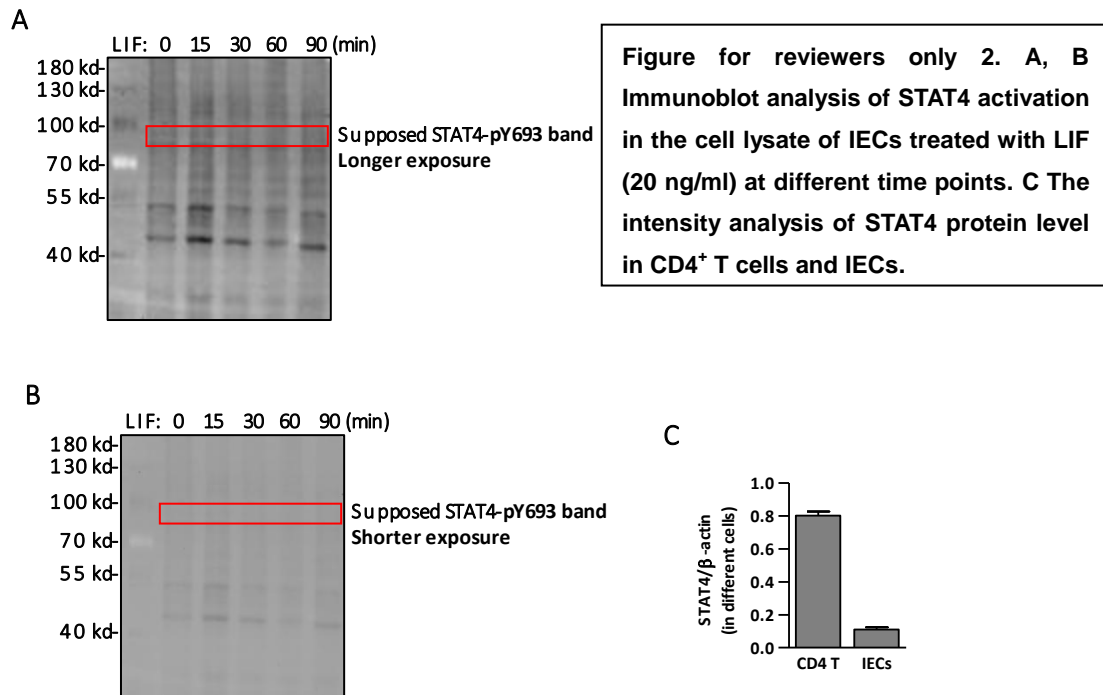 A
LIF: 0 15 30 60 90 (min)
180 kd-
130 kd-
100 kd-
70 kd-
55 kd-
40 kd-
Supposed STAT4-pY693 band
Longer exposure
Figure for reviewers only 2. A, B
Immunoblot analysis of STAT4 activation
in the cell lysate of IECs treated with LIF
(20 ng/ml) at different time points. C The
intensity analysis of STAT4 protein level
in CD4+ T cells and IECs.
B
LIF: 0 15 30 60 90 (min)
180 kd-
130 kd-
100 kd-
70 kd-
55 kd-
40 kd-
Supposed STAT4-pY693 band
Shorter exposure
C
STAT4/β-actin
(in different cells)
1.0
0.8
0.6
0.4
0.2
0.0
CD4 T IECs